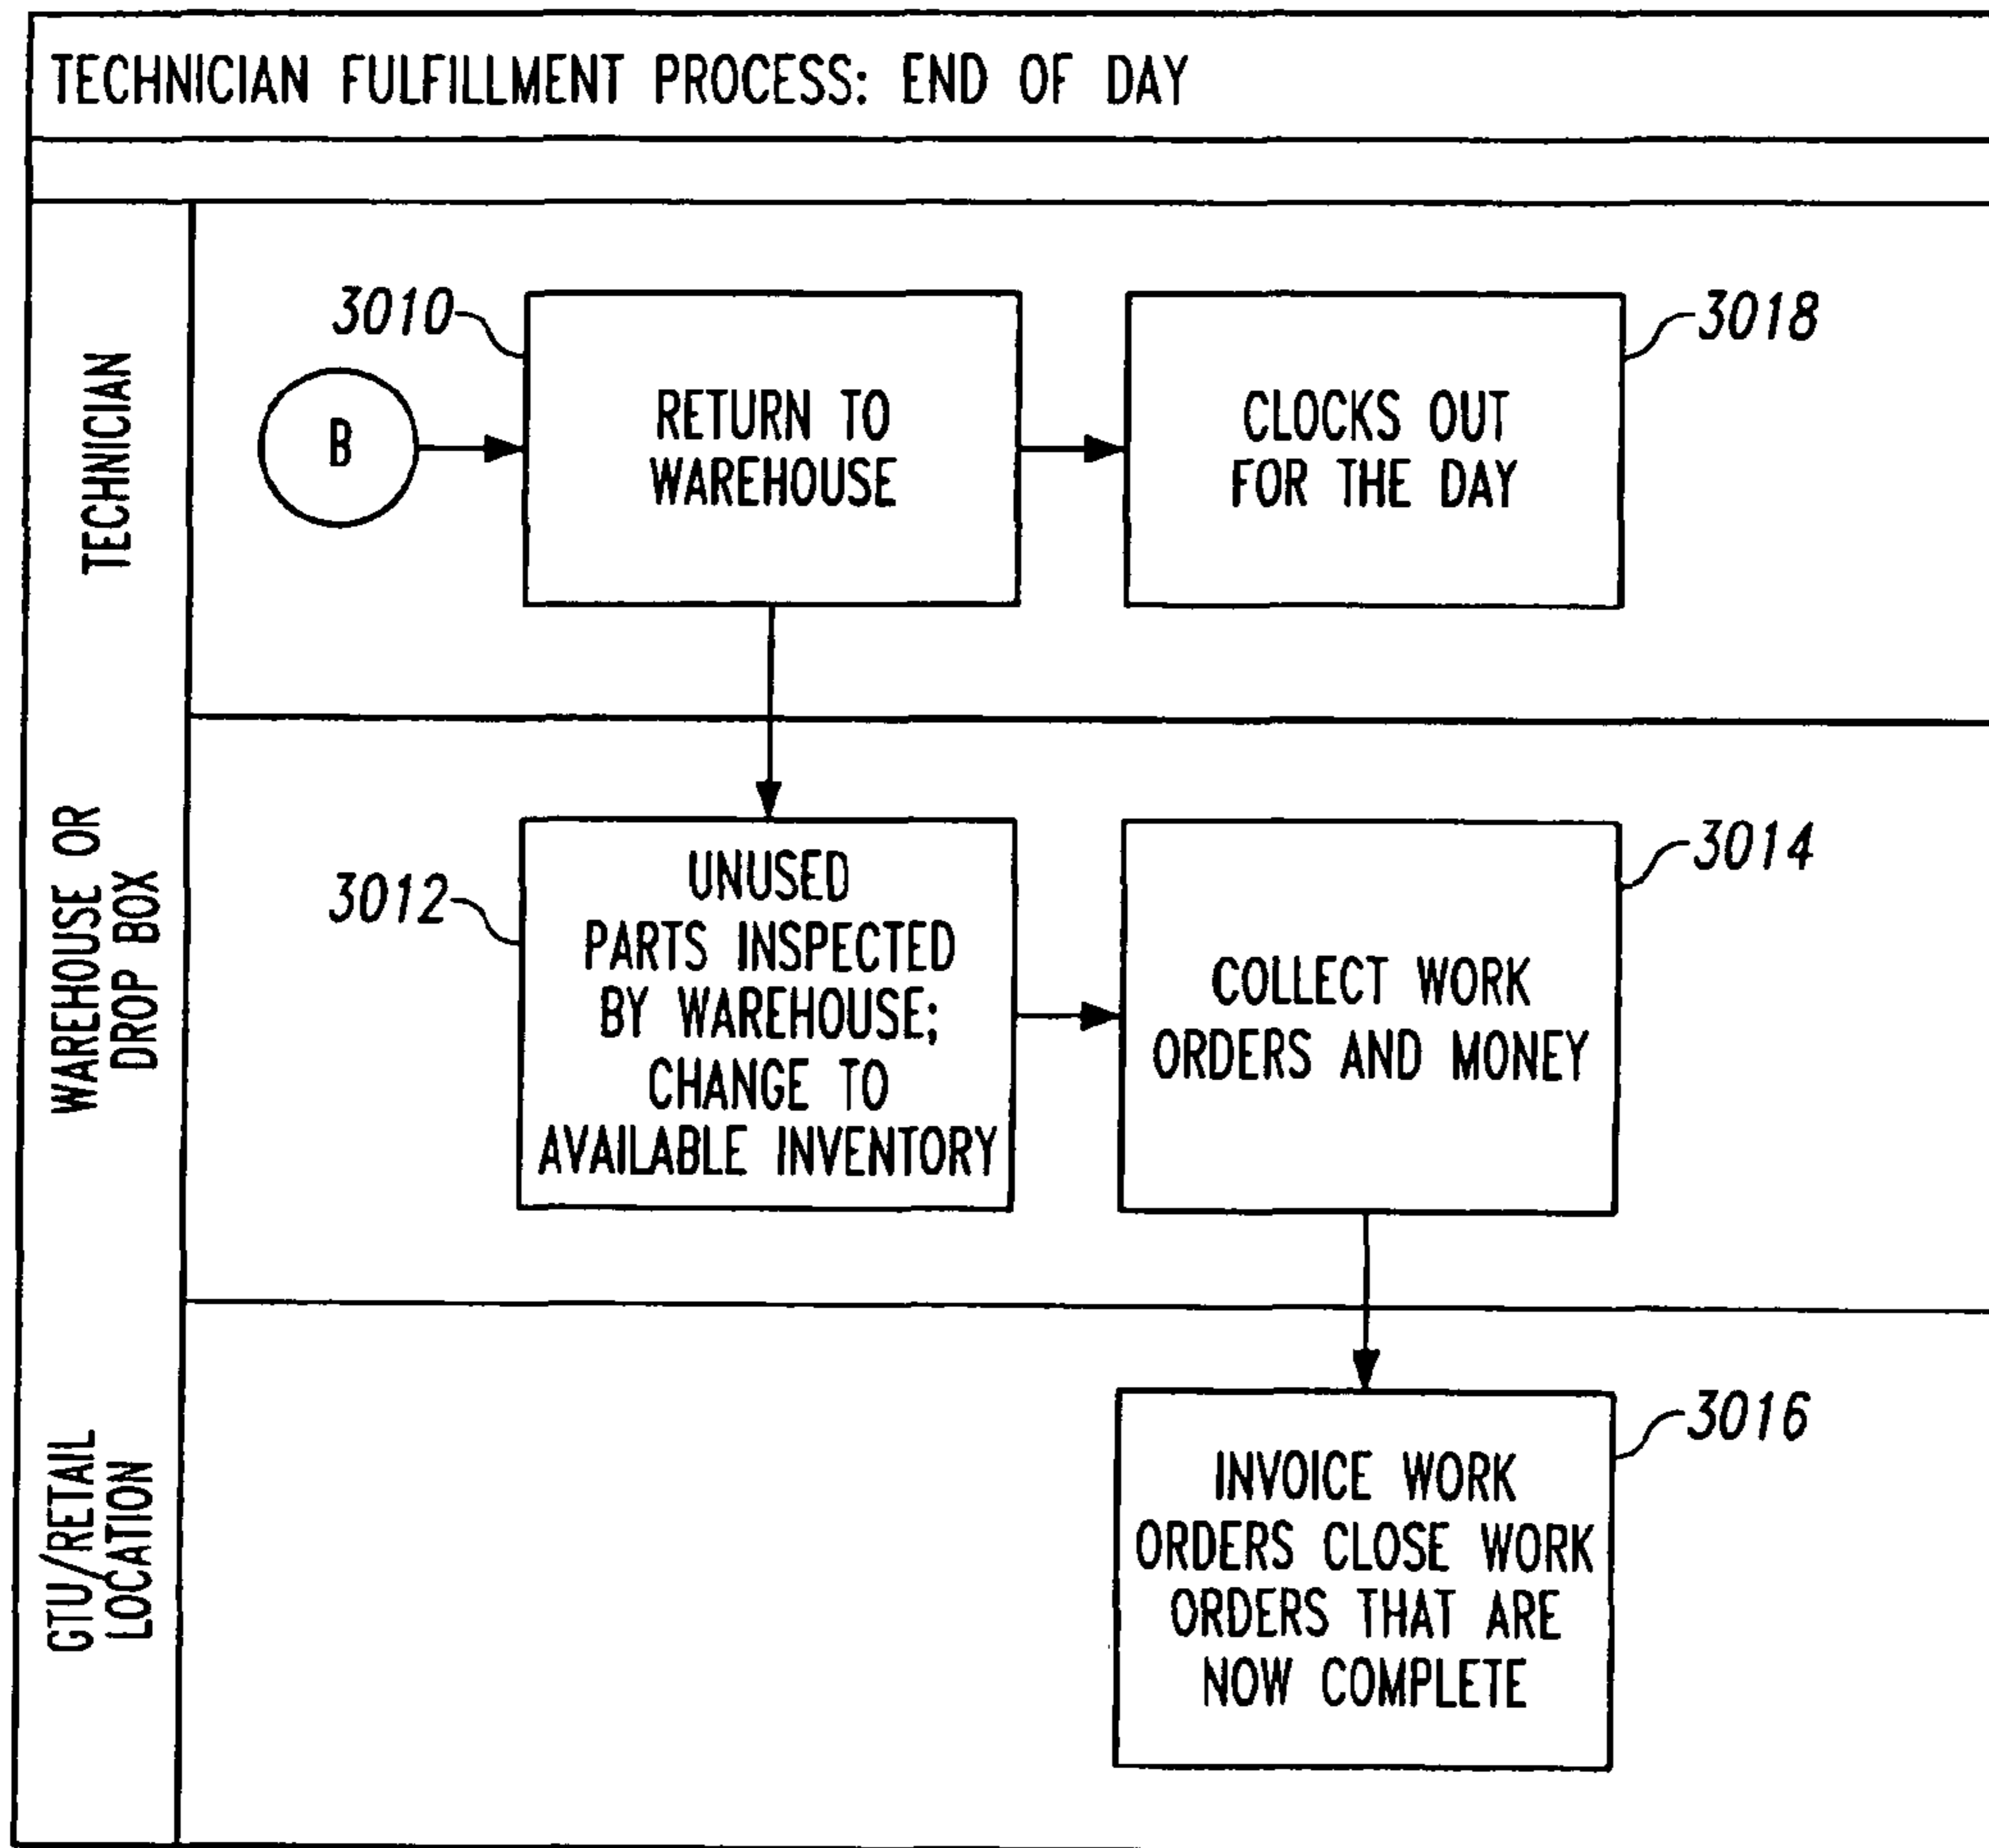 TECHNICIAN FULFILLMENT PROCESS: END OF DAY
TECHNICIAN
3010
B
RETURN TO
WAREHOUSE
3018
CLOCKS OUT
FOR THE DAY
WAREHOUSE OR
DROP BOX
3012
UNUSED
PARTS INSPECTED
BY WAREHOUSE;
CHANGE TO
AVAILABLE INVENTORY
3014
COLLECT WORK
ORDERS AND MONEY
GTU/RETAIL
LOCATION
3016
INVOICE WORK
ORDERS CLOSE WORK
ORDERS THAT ARE
NOW COMPLETE